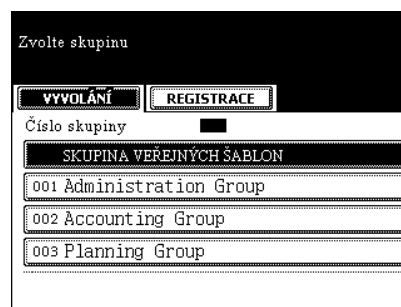 Zvolte skupinu
VYVOLÁNÍ REGISTRACE
Číslo skupiny
SKUPINA VEŘEJNÝCH ŠABLON
001 Administration Group
002 Accounting Group
003 Planning Group